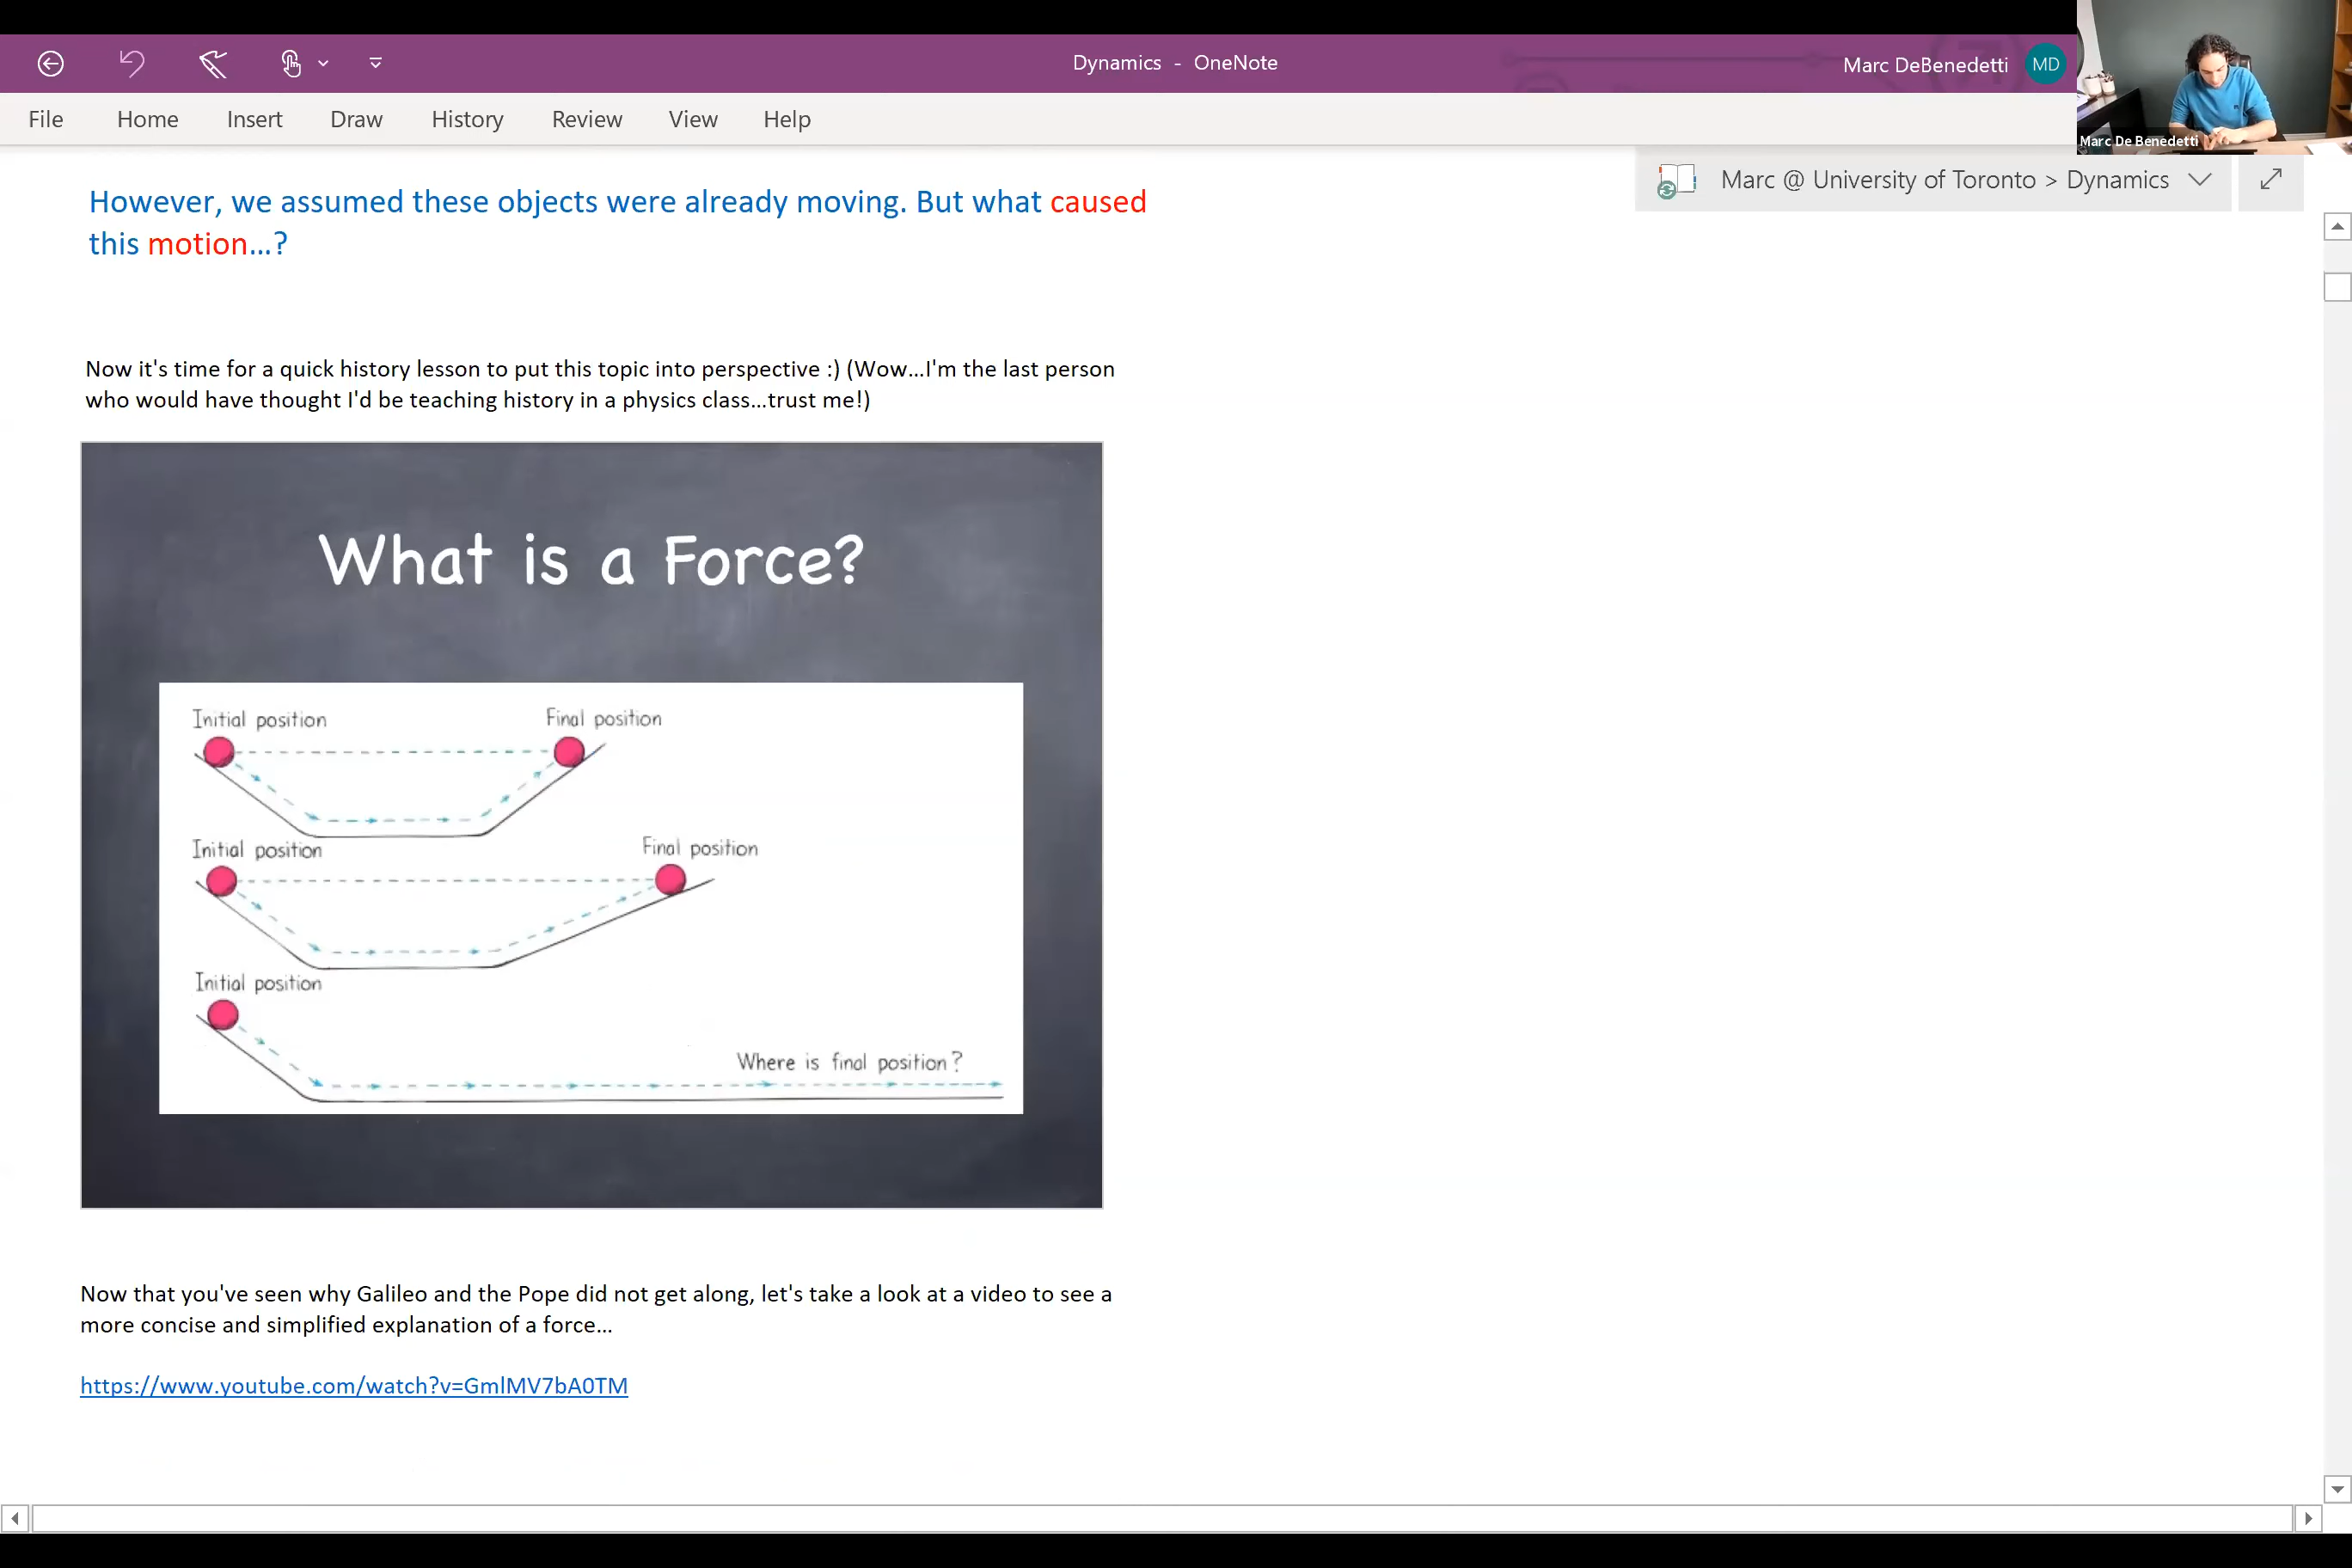 Dynamics - OneNote
Marc DeBenedetti
MD
Marc De Benedetti
File Home Insert Draw History Review View Help
Marc @ University of Toronto > Dynamics
However, we assumed these objects were already moving. But what caused
this motion...?
Now it's time for a quick history lesson to put this topic into perspective :) (Wow...I'm the last person
who would have thought I'd be teaching history in a physics class...trust me!)
What is a Force?
Initial position Final position
Initial position Final position
Initial position
Where is final position?
Now that you've seen why Galileo and the Pope did not get along, let's take a look at a video to see a
more concise and simplified explanation of a force...
https://www.youtube.com/watch?v=GmlMV7bA0TM